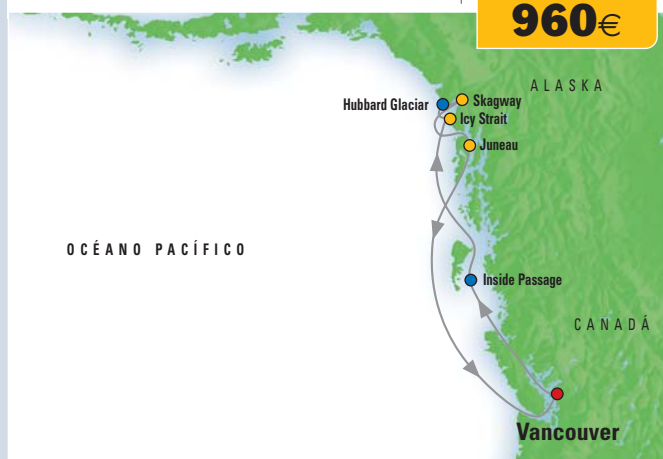 960€
ALASKA
Hubbard Glaciar
Skagway
Icy Strait
Juneau
OCÉANO PACÍFICO
Inside Passage
CANADÁ
Vancouver